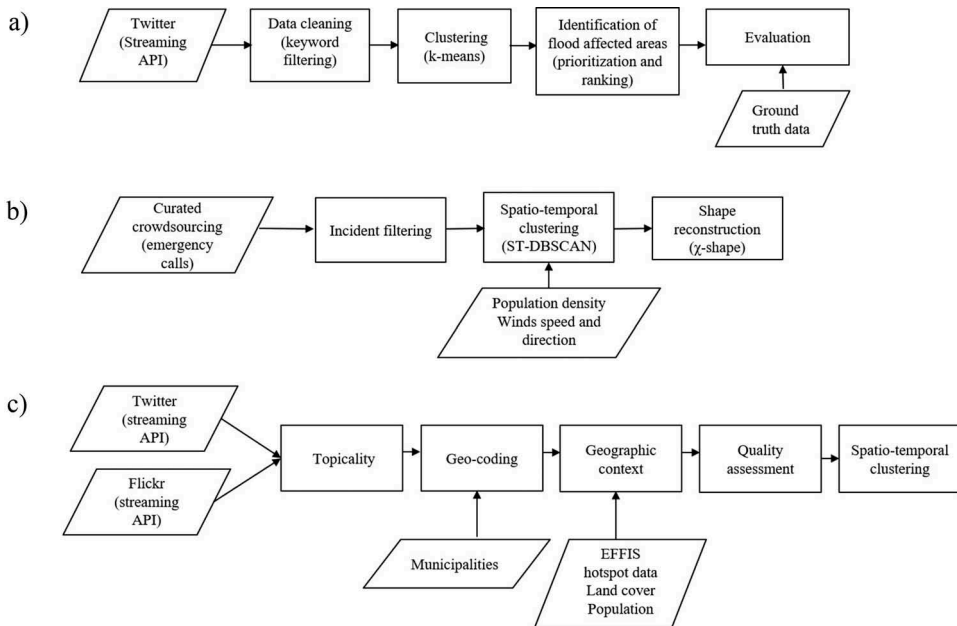 a)
Twitter
(Streaming
API)
Data cleaning
(keyword
filtering)
Clustering
(k-means)
Identification of
flood affected areas
(prioritization and
ranking)
Evaluation
Ground
truth data
b)
Curated
crowdsourcing
(emergency
calls)
Incident filtering
Spatio-temporal
clustering
(ST-DBSCAN)
Shape
reconstruction
(χ-shape)
Population density
Winds speed and
direction
c)
Twitter
(streaming
API)
Flickr
(streaming
API)
Topicality
Geo-coding
Geographic
context
Quality
assessment
Spatio-temporal
clustering
Municipalities
EFFIS
hotspot data
Land cover
Population